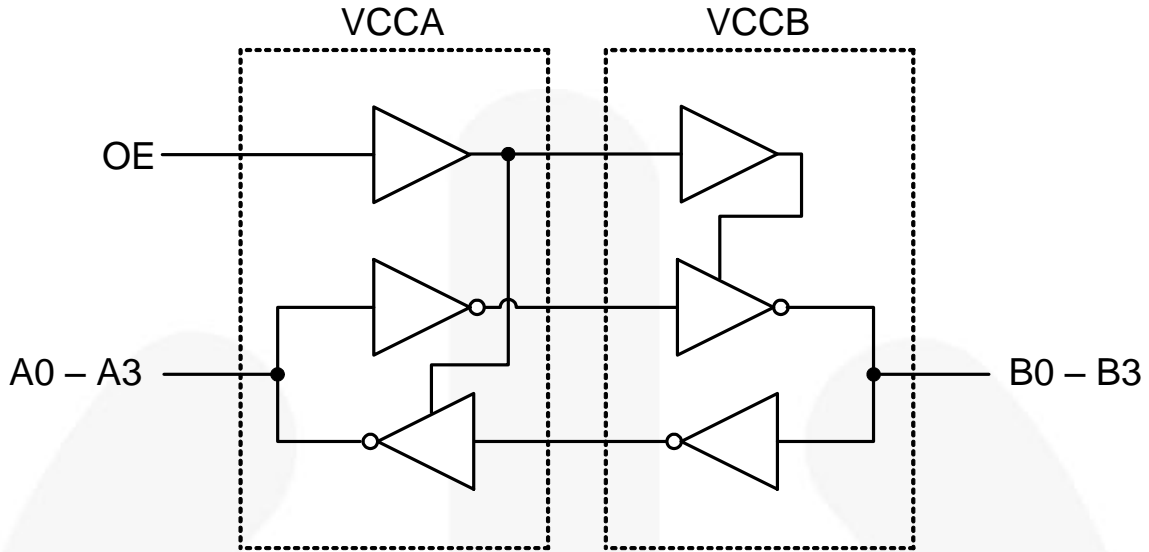 VCCA
VCCB
OE
A0 – A3
B0 – B3